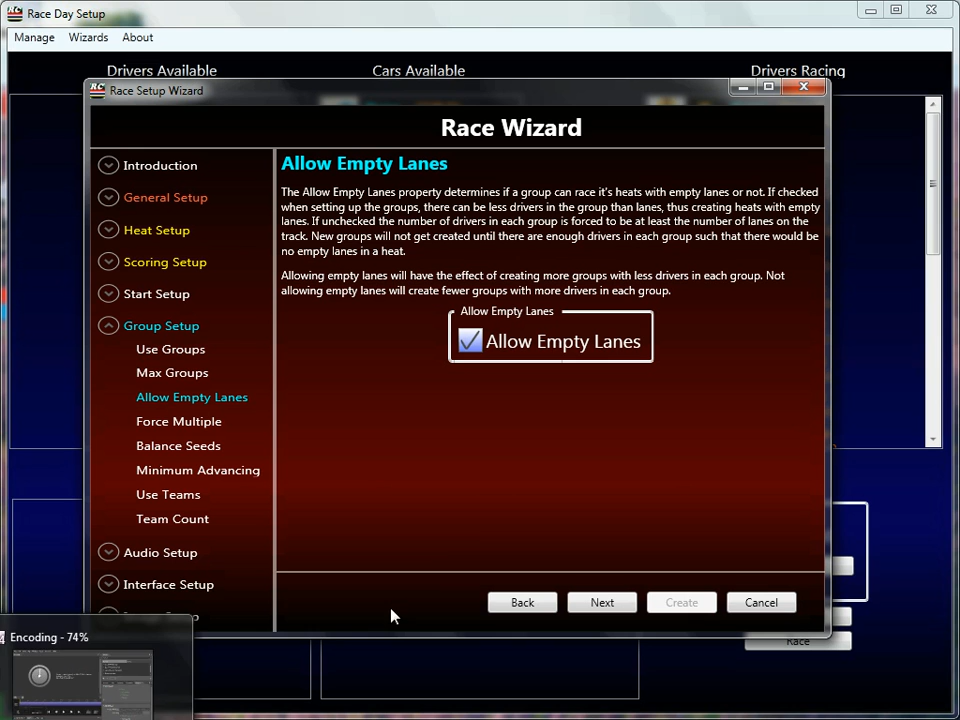 Race Day Setup
Manage Wizards About
Drivers Available Cars Available Drivers Racing
Race Setup Wizard
Race Wizard
Introduction
General Setup
Heat Setup
Scoring Setup
Start Setup
Group Setup
Use Groups
Max Groups
Allow Empty Lanes
Force Multiple
Balance Seeds
Minimum Advancing
Use Teams
Team Count
Audio Setup
Interface Setup
Allow Empty Lanes
The Allow Empty Lanes property determines if a group can race it's heats with empty lanes or not. If checked
when setting up the groups, there can be less drivers in the group than lanes, thus creating heats with empty
lanes. If unchecked the number of drivers in each group is forced to be at least the number of lanes on the
track. New groups will not get created until there are enough drivers in each group such that there would be
no empty lanes in a heat.
Allowing empty lanes will have the effect of creating more groups with less drivers in each group. Not
allowing empty lanes will create fewer groups with more drivers in each group.
Allow Empty Lanes
Allow Empty Lanes
Back Next Create Cancel
Race
Encoding - 74%